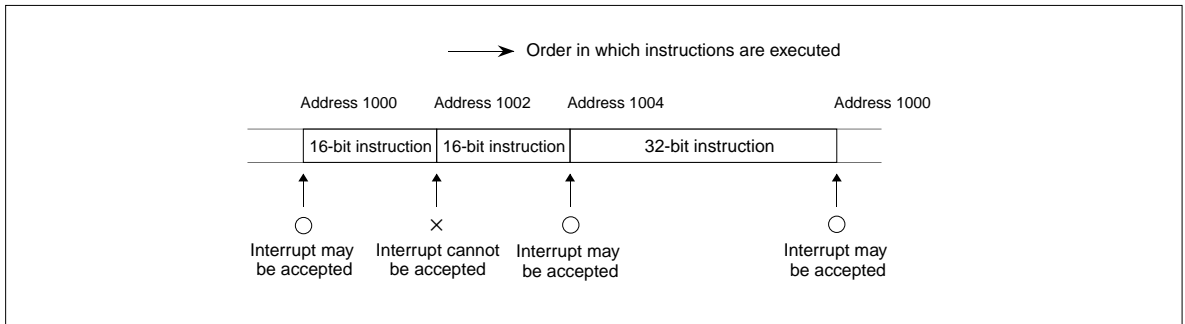 Order in which instructions are executed
Address 1000 Address 1002 Address 1004 Address 1000
16-bit instruction 16-bit instruction 32-bit instruction
Interrupt may Interrupt cannot Interrupt may Interrupt may
be accepted be accepted be accepted be accepted